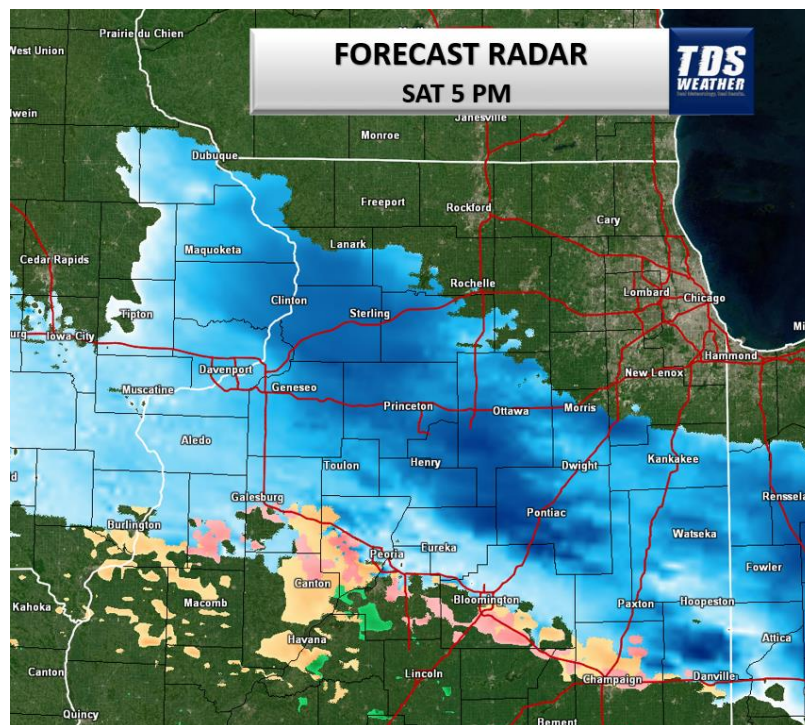 FORECAST RADAR
SAT 5 PM
TDS
WEATHER
Prairie du Chien
West Union
Janesville
Monroe
Dubuque
Freeport
Rockford
Cary
Maquoketa
Lanark
Cedar Rapids
Rochelle
Lombard
Chicago
Clinton
Tipton
Sterling
Iowa City
Hammond
Davenport
New Lenox
Muscatine
Geneseo
Princeton
Ottawa
Morris
Aledo
Toulon
Henry
Dwight
Kankakee
Galesburg
Renssela
Pontiac
Burlington
Watseka
Peoria
Eureka
Fowler
Canton
Kahoka
Macomb
Bloomington
Paxton
Hoopeston
Havana
Attica
Canton
Lincoln
Champaign
Danville
Quincy
Bement